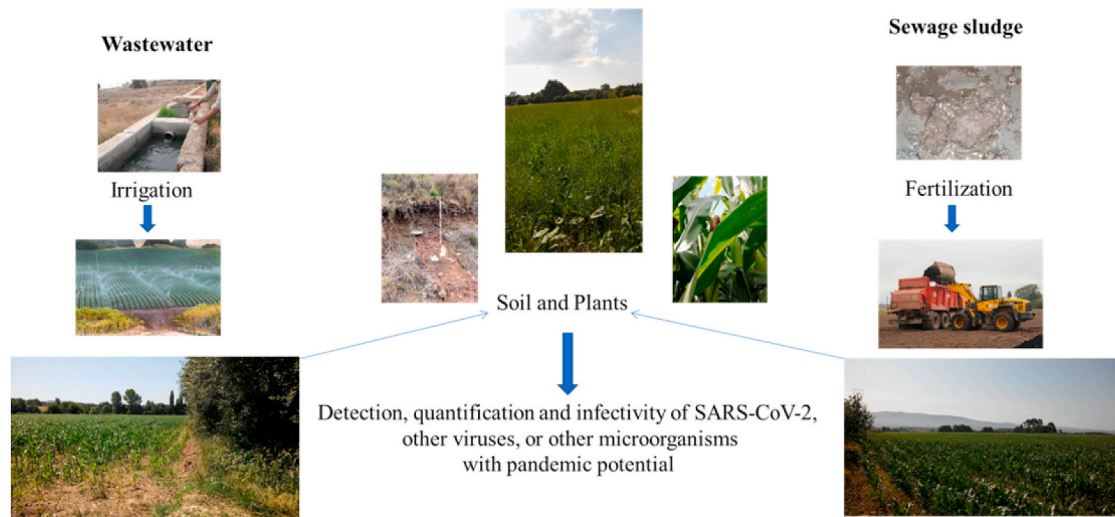 Wastewater
Sewage sludge
Irrigation
Fertilization
Soil and Plants
Detection, quantification and infectivity of SARS-CoV-2,
other viruses, or other microorganisms
with pandemic potential